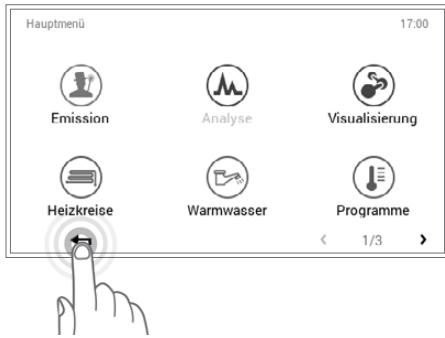 Hauptmenü 17:00
Emission Analyse Visualisierung
Heizkreise Warmwasser Programme
1/3